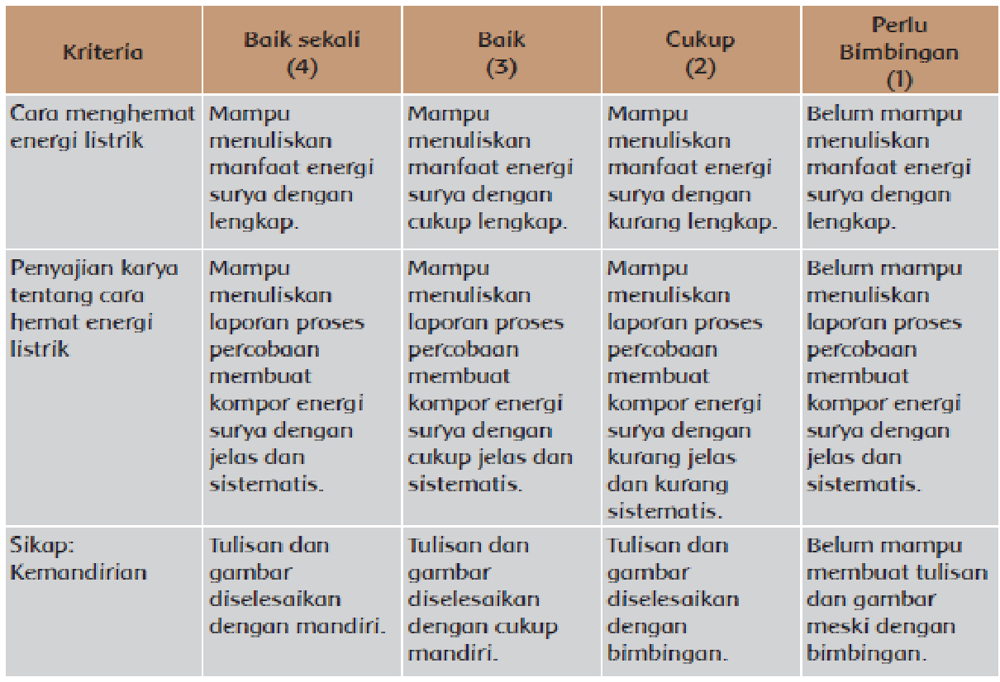 Kriteria
Baik sekali
(4)
Baik
(3)
Cukup
(2)
Perlu
Bimbingan
(1)
Cara menghemat
energi listrik
Mampu
menuliskan
manfaat energi
surya dengan
lengkap.
Mampu
menuliskan
manfaat energi
surya dengan
cukup lengkap.
Mampu
menuliskan
manfaat energi
surya dengan
kurang lengkap.
Belum mampu
menuliskan
manfaat energi
surya dengan
lengkap.
Penyajian karya
tentang cara
hemat energi
listrik
Mampu
menuliskan
laporan proses
percobaan
membuat
kompor energi
surya dengan
jelas dan
sistematis.
Mampu
menuliskan
laporan proses
percobaan
membuat
kompor energi
surya dengan
cukup jelas dan
sistematis.
Mampu
menuliskan
laporan proses
percobaan
membuat
kompor energi
surya dengan
kurang jelas
dan kurang
sistematis.
Belum mampu
menuliskan
laporan proses
percobaan
membuat
kompor energi
surya dengan
jelas dan
sistematis.
Sikap:
Kemandirian
Tulisan dan
gambar
diselesaikan
dengan mandiri.
Tulisan dan
gambar
diselesaikan
dengan cukup
mandiri.
Tulisan dan
gambar
diselesaikan
dengan
bimbingan.
Belum mampu
membuat tulisan
dan gambar
meski dengan
bimbingan.